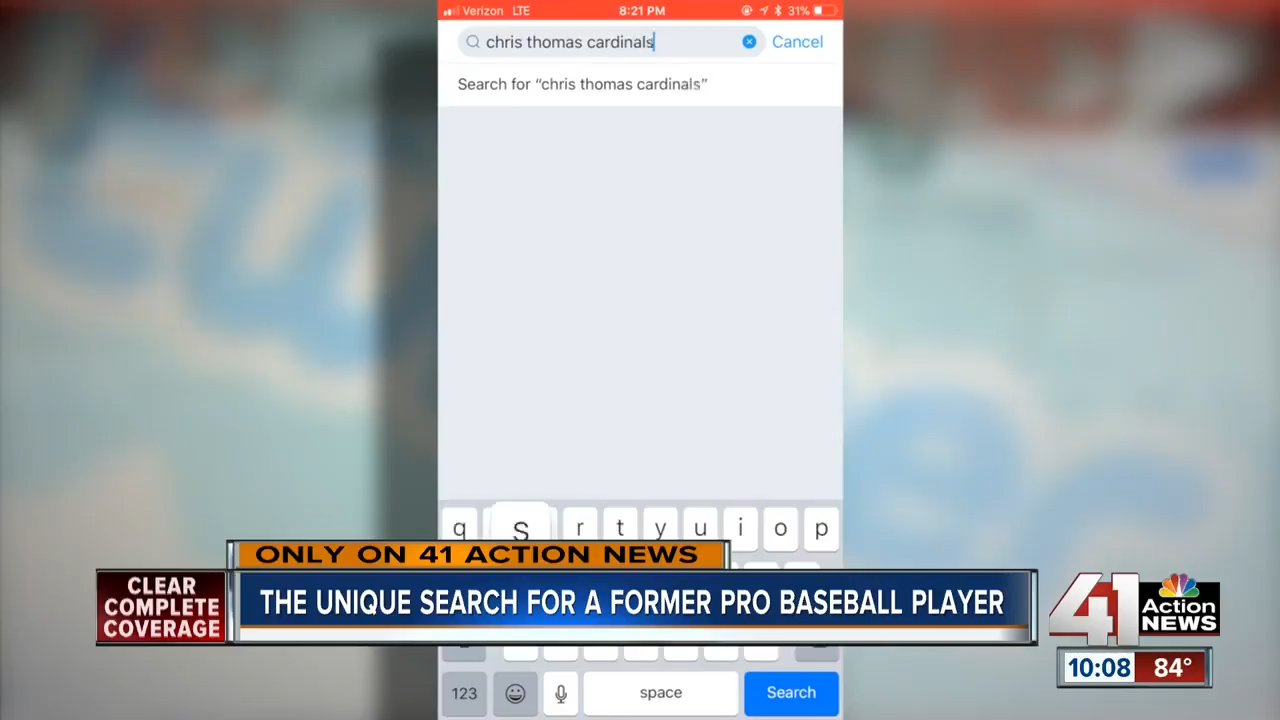 Verizon LTE 8:21 PM 31%
chris thomas cardinals Cancel
Search for “chris thomas cardinals”
q S r t y u i o p
ONLY ON 41 ACTION NEWS
CLEAR COMPLETE COVERAGE
THE UNIQUE SEARCH FOR A FORMER PRO BASEBALL PLAYER
41 Action NEWS
10:08 84°
123 space Search